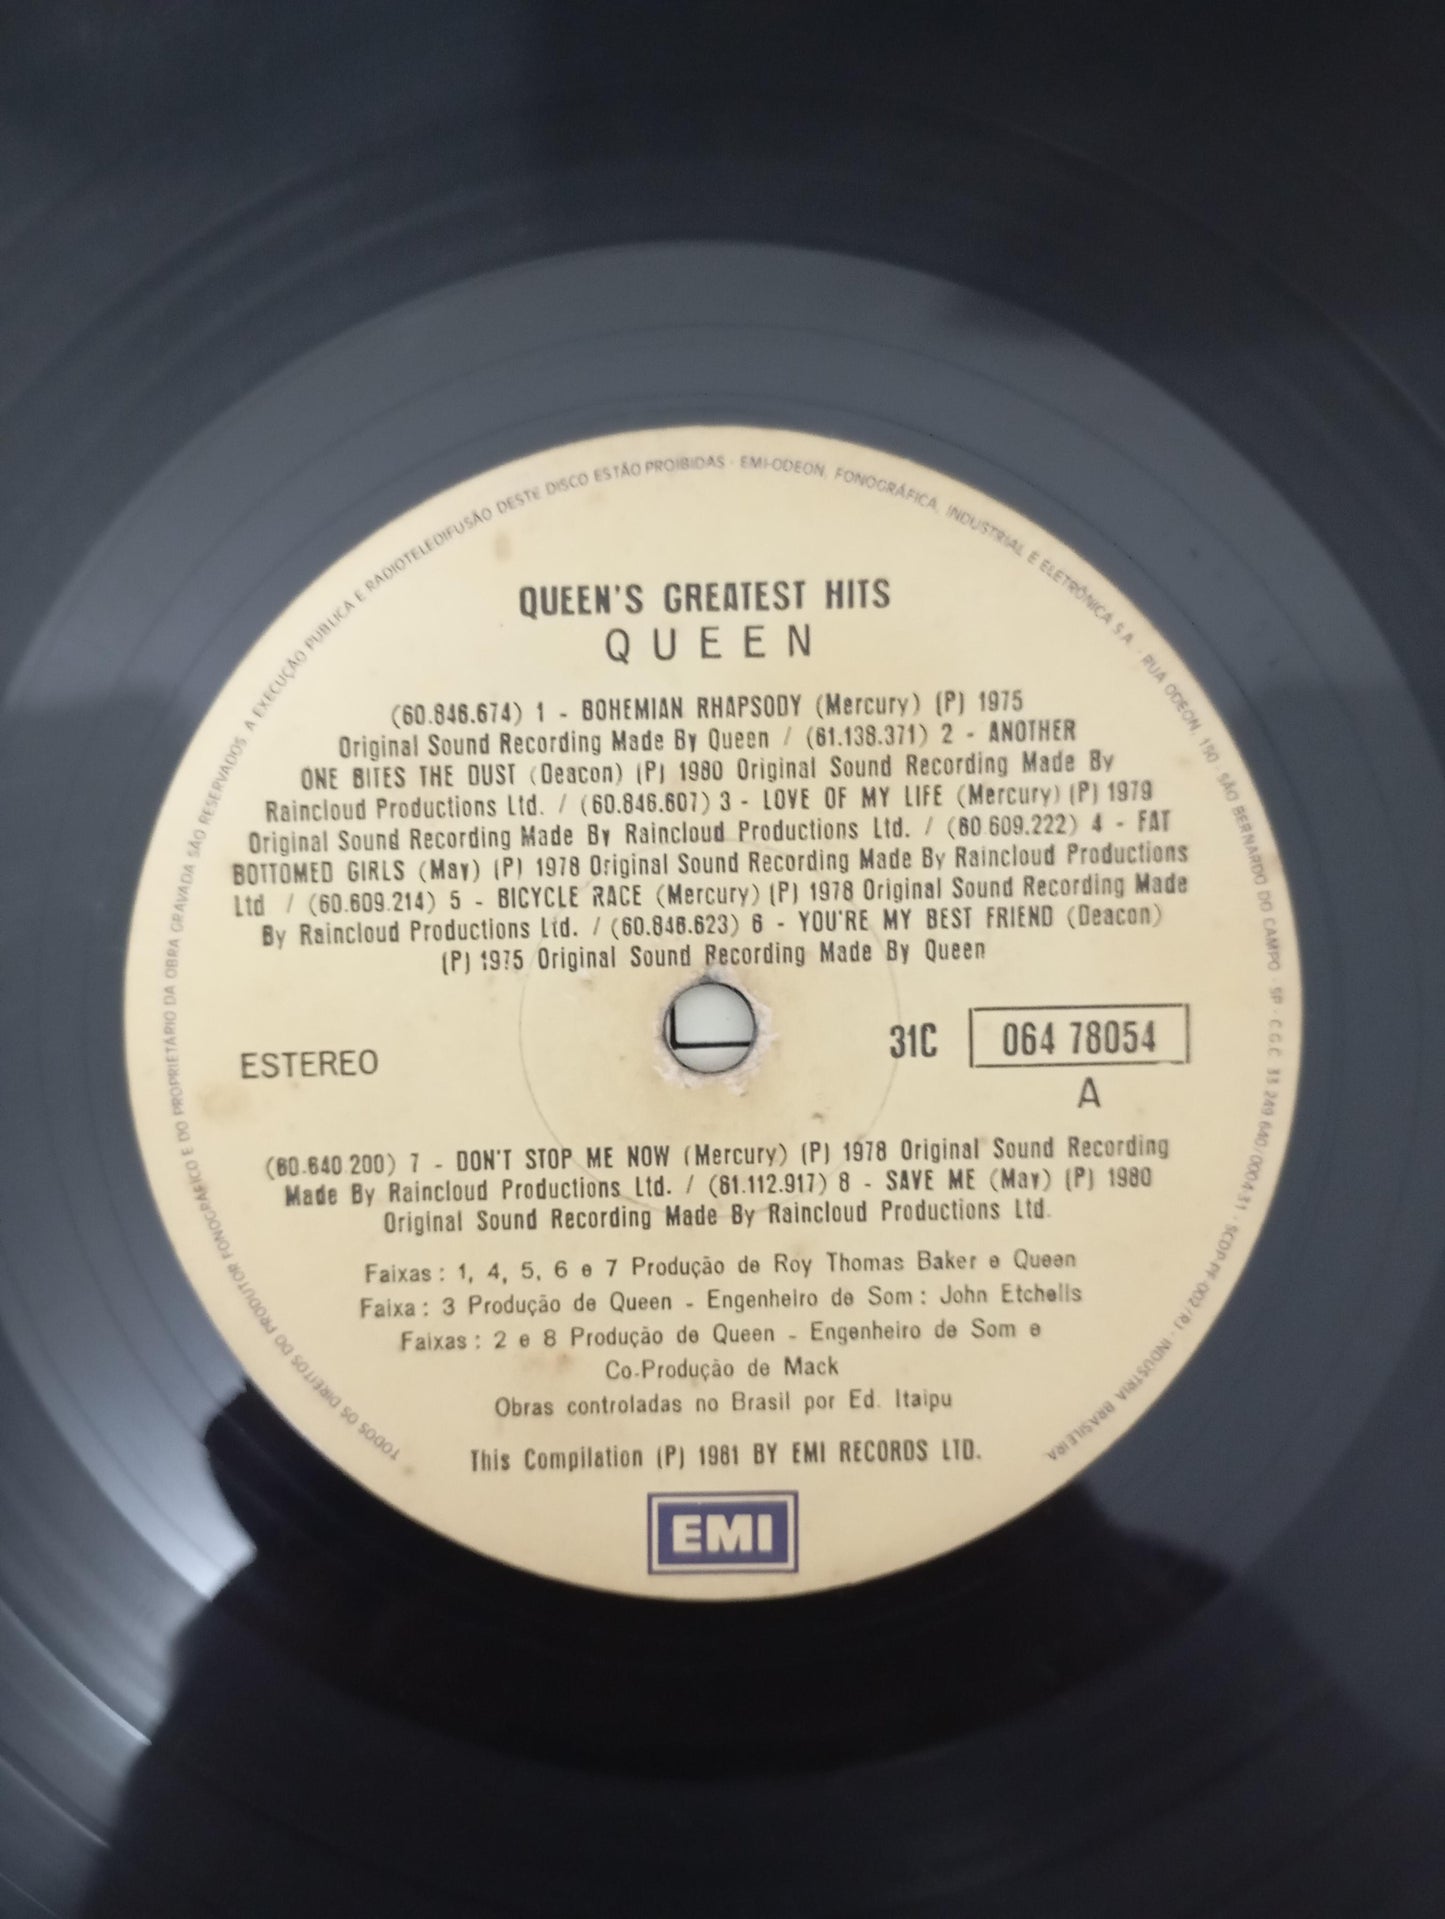 TODOS OS DIREITOS DO PRODUTOR FONOGRÁFICO E DO PROPRIETÁRIO DA OBRA GRAVADA SÃO RESERVADOS. A EXECUÇÃO PUBLICA E RADIOTELEDIFUSÃO DESTE DISCO ESTÃO PROIBIDAS · EMI-ODEON, FONOGRÁFICA, INDUSTRIAL E ELETRÔNICA S.A. · RUA ODEON, 150 · SÃO BERNARDO DO CAMPO · SP · C.G.C. 33 249 640/0004.31 · SCDP-PF-002/RJ · INDÚSTRIA BRASILEIRA
QUEEN'S GREATEST HITS
QUEEN
(60.846.674) 1 - BOHEMIAN RHAPSODY (Mercury) (P) 1975
Original Sound Recording Made By Queen / (61.138.371) 2 - ANOTHER
ONE BITES THE DUST (Deacon) (P) 1980 Original Sound Recording Made By
Raincloud Productions Ltd. / (60.846.607) 3 - LOVE OF MY LIFE (Mercury) (P) 1979
Original Sound Recording Made By Raincloud Productions Ltd. / (60 609.222) 4 - FAT
BOTTOMED GIRLS (May) (P) 1978 Original Sound Recording Made By Raincloud Productions
Ltd / (60.609.214) 5 - BICYCLE RACE (Mercury) (P) 1978 Original Sound Recording Made
By Raincloud Productions Ltd. / (60.846.623) 6 - YOU'RE MY BEST FRIEND (Deacon)
(P) 1975 Original Sound Recording Made By Queen
ESTEREO
31C 064 78054
A
(60.640 200) 7 - DON'T STOP ME NOW (Mercury) (P) 1978 Original Sound Recording
Made By Raincloud Productions Ltd. / (61.112.917) 8 - SAVE ME (May) (P) 1980
Original Sound Recording Made By Raincloud Productions Ltd.
Faixas: 1, 4, 5, 6 e 7 Produção de Roy Thomas Baker e Queen
Faixa: 3 Produção de Queen - Engenheiro de Som: John Etchells
Faixas: 2 e 8 Produção de Queen - Engenheiro de Som e
Co-Produção de Mack
Obras controladas no Brasil por Ed. Itaipu
This Compilation (P) 1981 BY EMI RECORDS LTD.
EMI